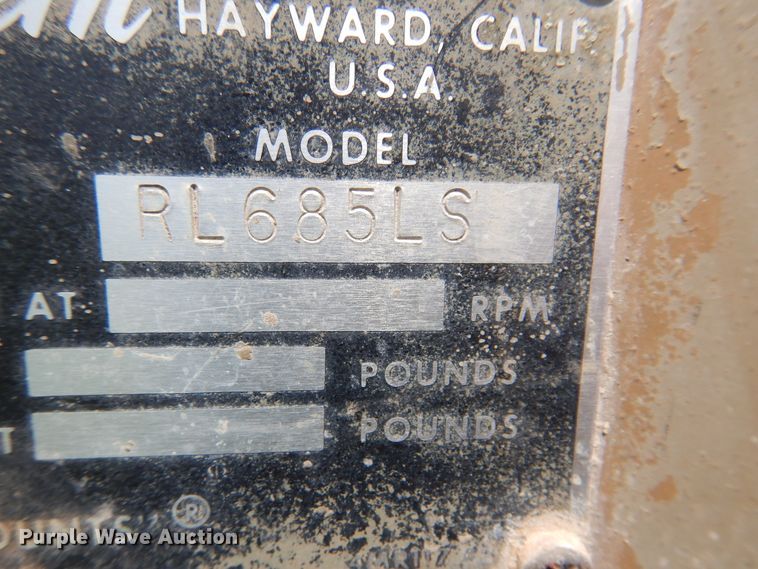 HAYWARD, CALIF
U.S.A.
MODEL
RL685LS
AT RPM
POUNDS
POUNDS
®
Purple Wave Auction